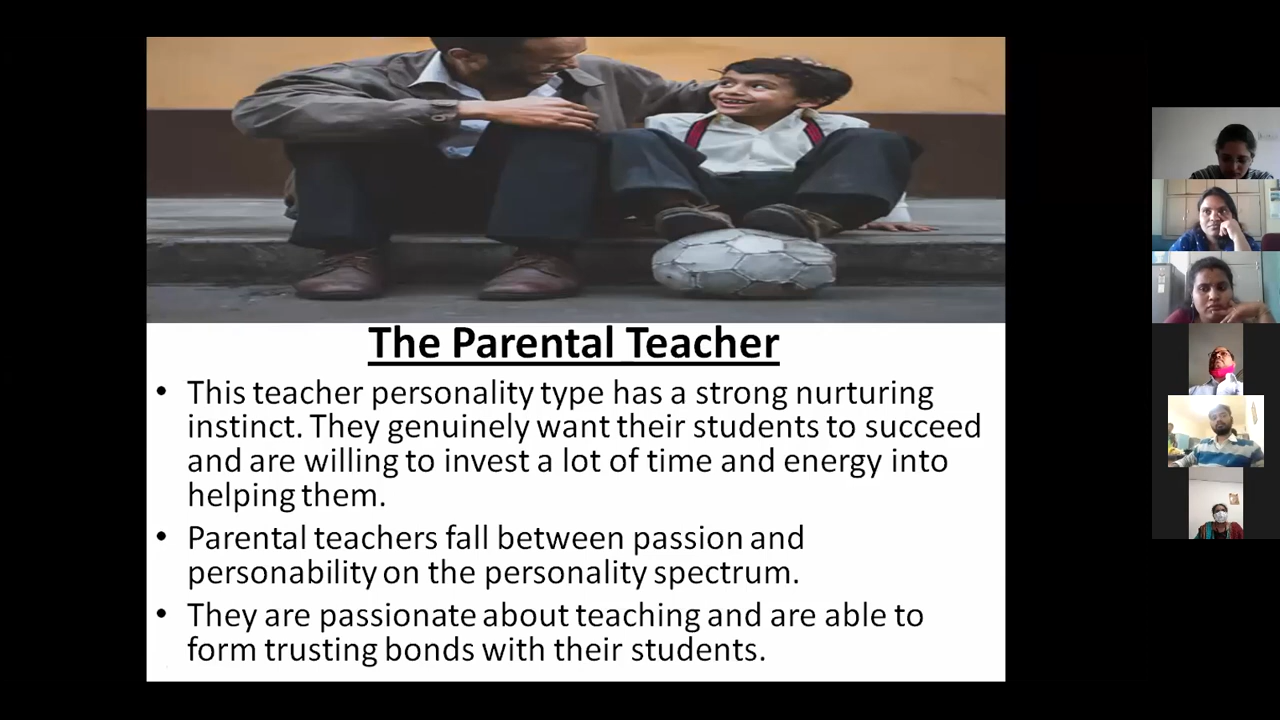 The Parental Teacher
• This teacher personality type has a strong nurturing
instinct. They genuinely want their students to succeed
and are willing to invest a lot of time and energy into
helping them.
• Parental teachers fall between passion and
personability on the personality spectrum.
• They are passionate about teaching and are able to
form trusting bonds with their students.